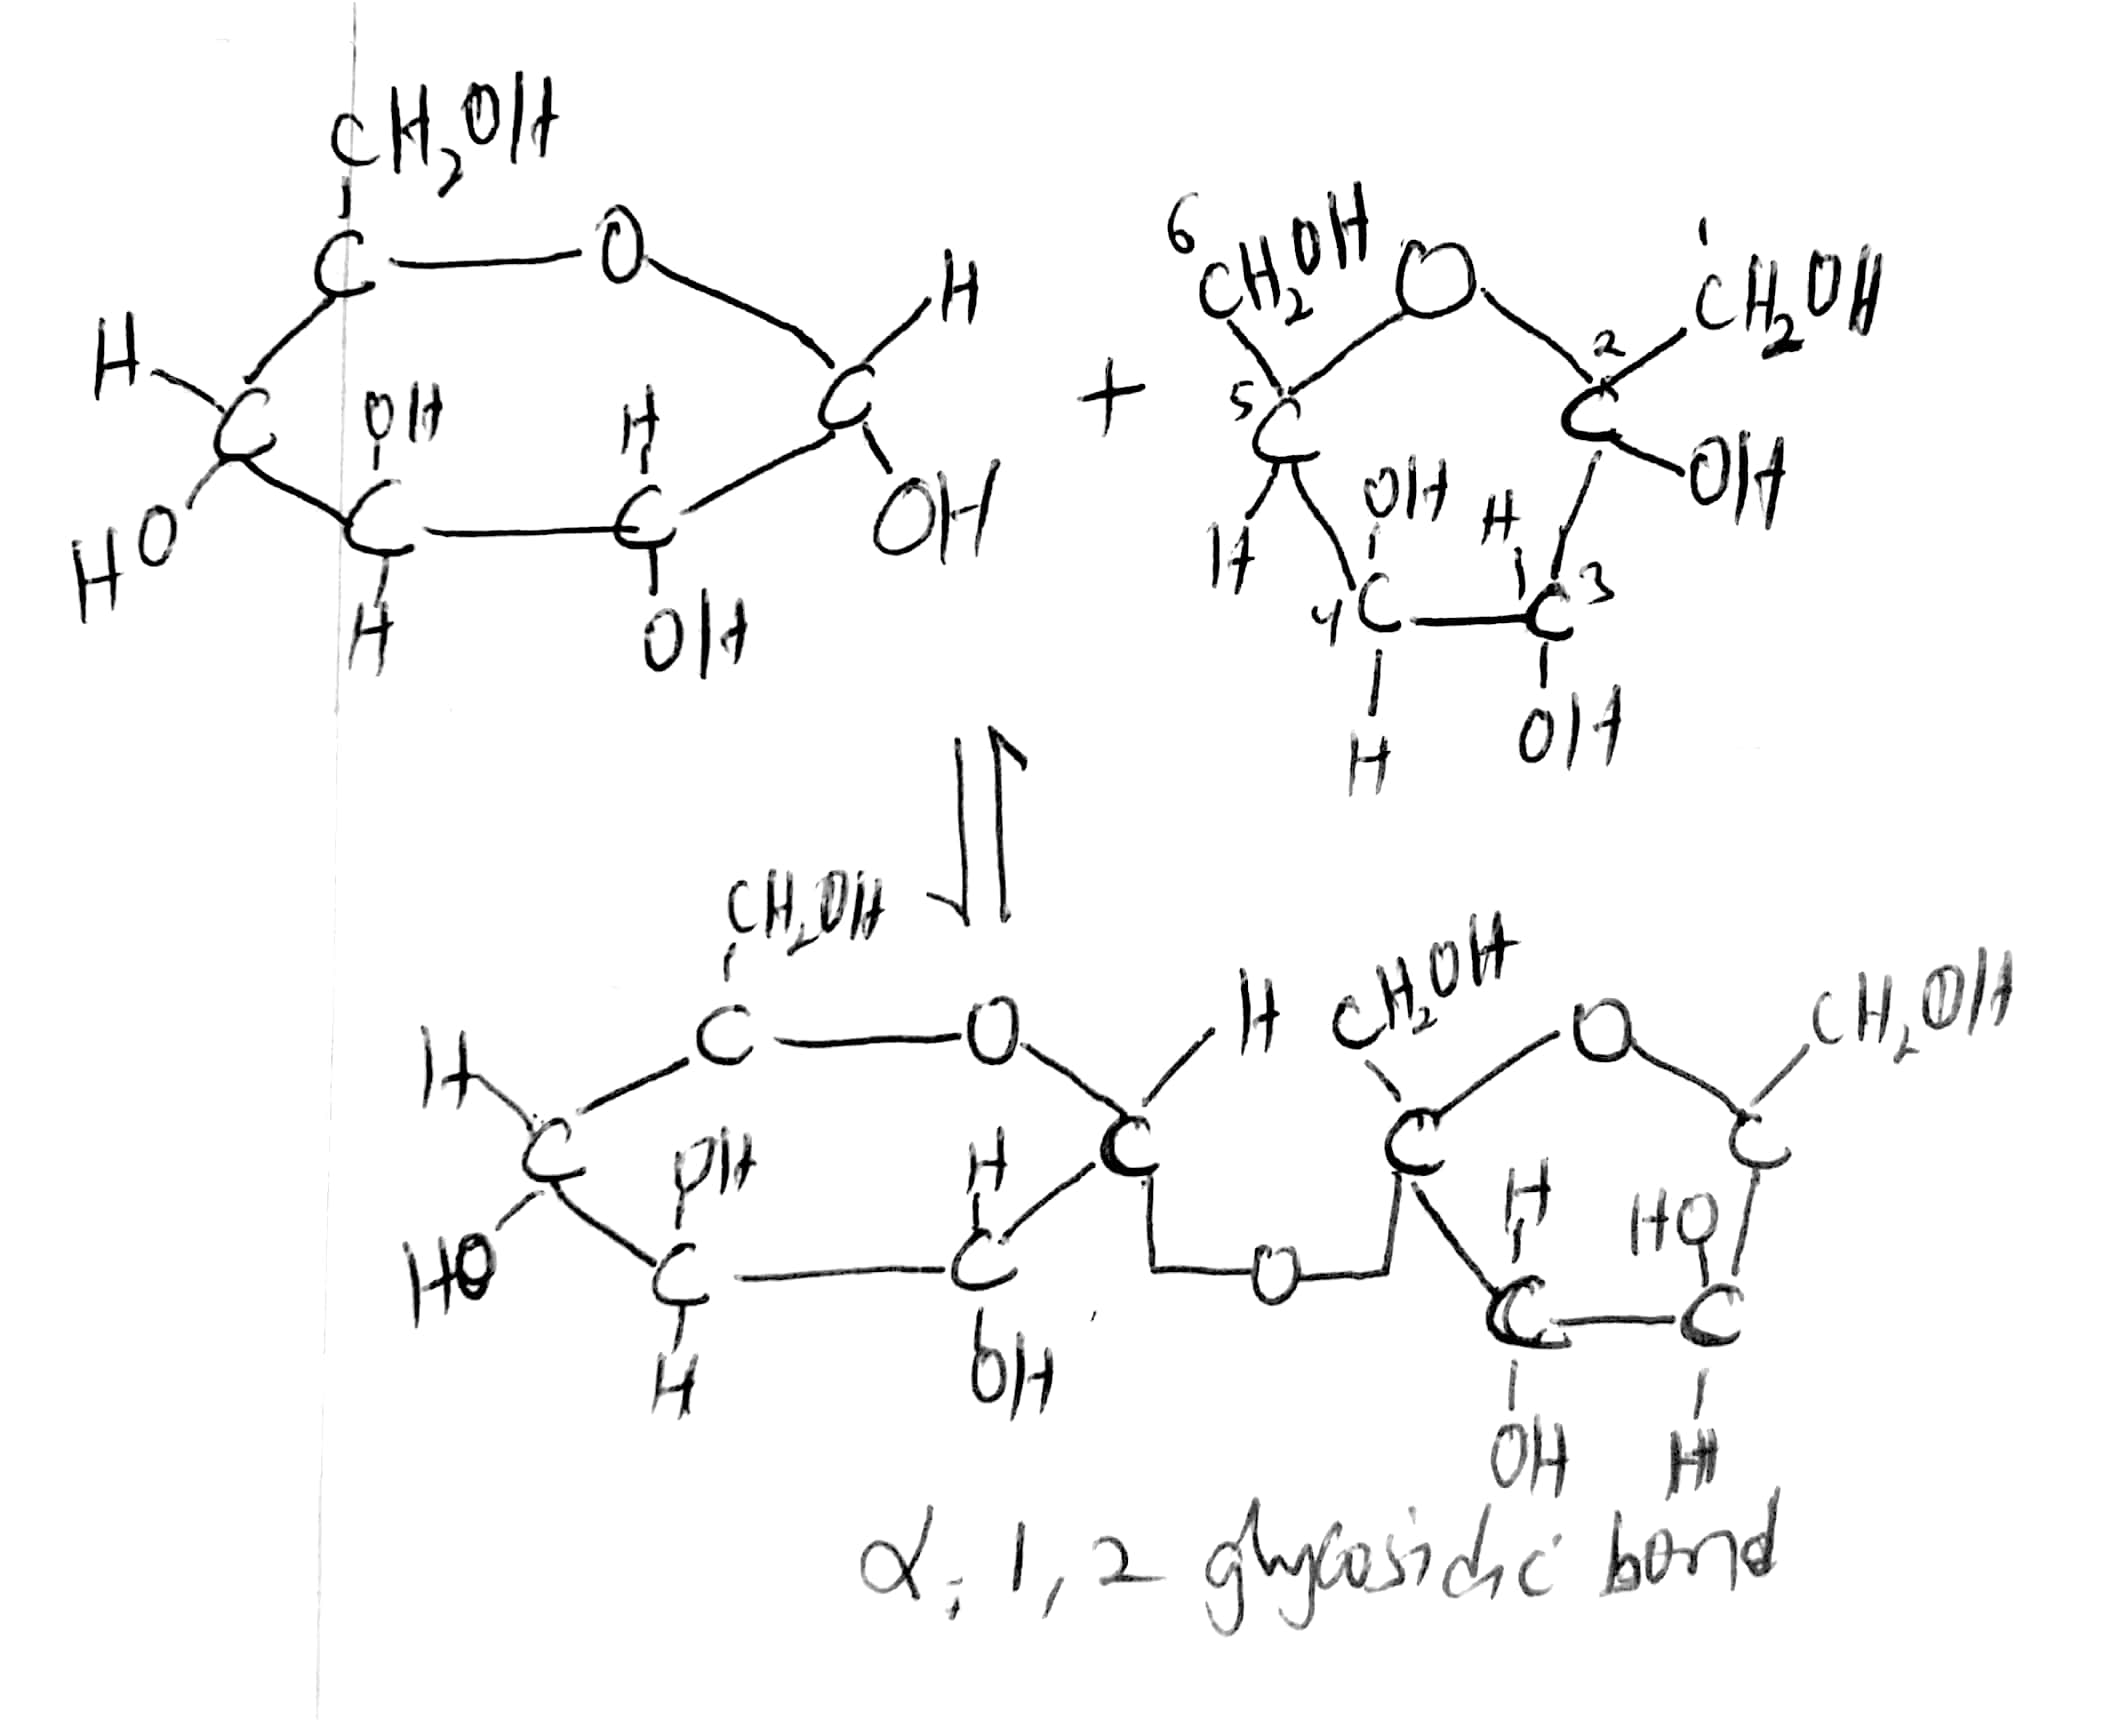 CH2OH
C O H
H C OH H C
HO C C OH
H OH
+
6 CH2OH O 1 CH2OH
5 C 2 C OH
H OH H
4 C C 3
H OH
CH2OH H CH2OH O CH2OH
C O
H C OH H C C H HO C
HO C C O C C
H OH OH H
α, 1, 2 glycosidic bond